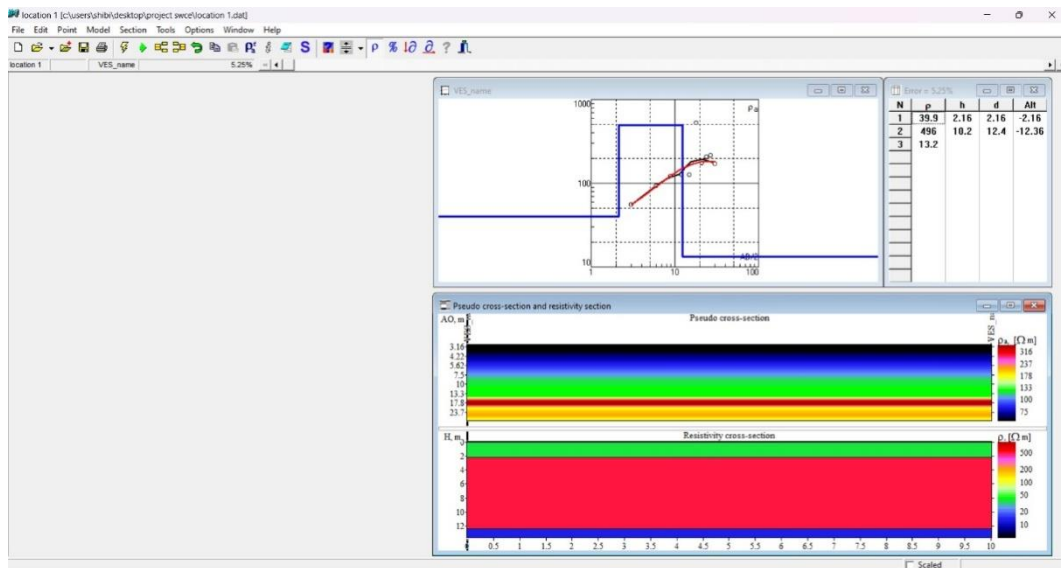 location 1 [c:\users\shibi\desktop\project swce\location 1.dat]
File Edit Point Model Section Tools Options Window Help
ρ % ? S
location 1 VES_name 5.25%
VES_name
1000 ρa
100
10
AB/2
1 10 100
Error = 5.25%
N ρ h d Alt
1 39.9 2.16 2.16 -2.16
2 496 10.2 12.4 -12.36
3 13.2
Pseudo cross-section and resistivity section
AO, m Pseudo cross-section
3.16
4.22
5.62
7.5
10
13.3
17.8
23.7
ρa, [Ω m]
316
237
178
133
100
75
H, m Resistivity cross-section
0
2
4
6
8
10
12
0.5 1 1.5 2 2.5 3 3.5 4 4.5 5 5.5 6 6.5 7 7.5 8 8.5 9 9.5 10
ρ, [Ω m]
500
200
100
50
20
10
Scaled